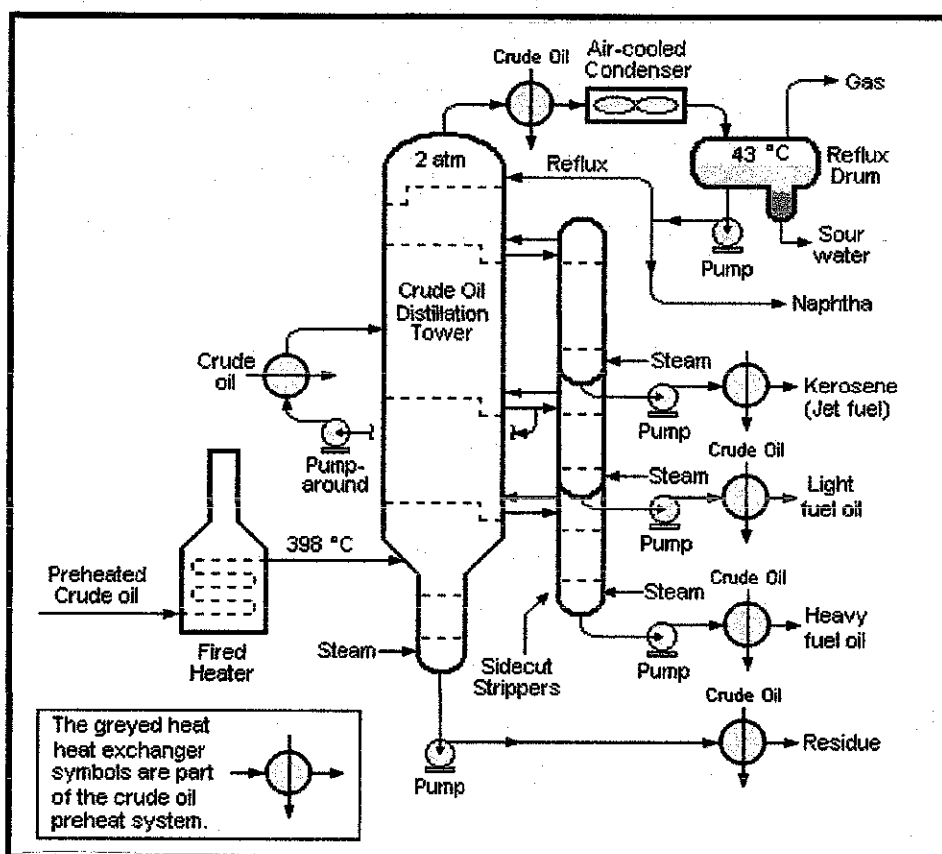 Crude Oil
Air-cooled
Condenser
Gas
2 atm
43 °C
Reflux
Drum
Reflux
Pump
Sour
water
Naphtha
Crude Oil
Distillation
Tower
Crude
oil
Steam
Pump
Kerosene
(Jet fuel)
Pump-
around
Crude Oil
Steam
Pump
Light
fuel oil
398 °C
Preheated
Crude oil
Fired
Heater
Crude Oil
Steam
Pump
Heavy
fuel oil
Steam
Sidecut
Strippers
Crude Oil
Pump
Residue
The greyed heat
heat exchanger
symbols are part
of the crude oil
preheat system.